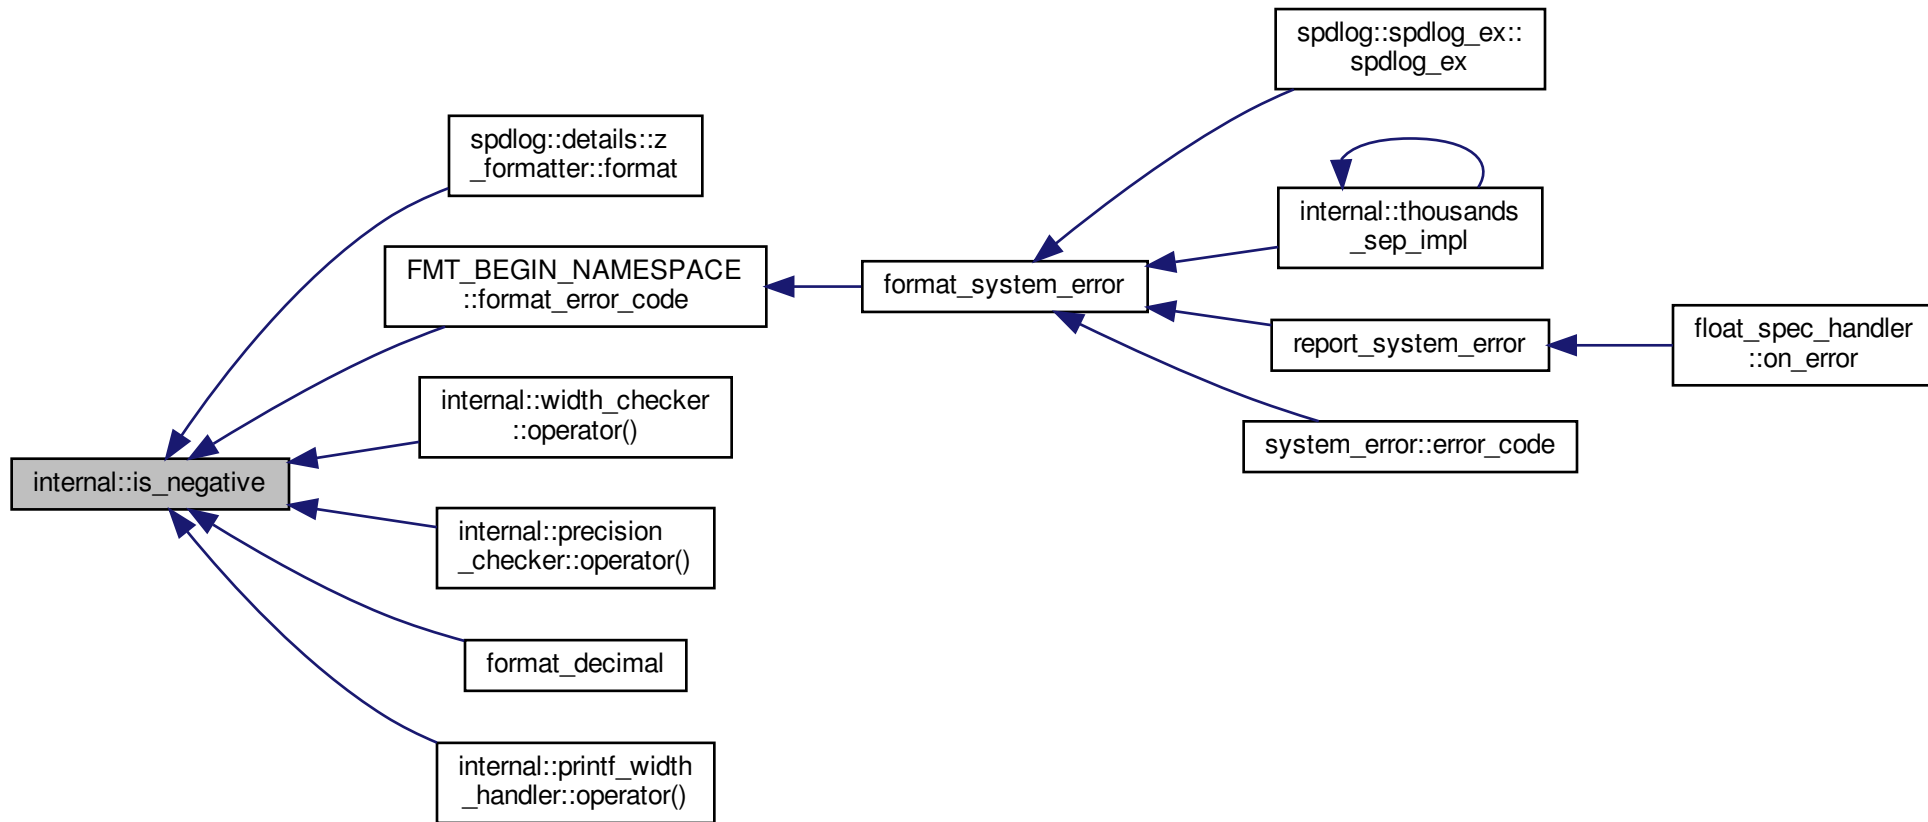 spdlog::spdlog_ex::
spdlog_ex
spdlog::details::z
_formatter::format
internal::thousands
_sep_impl
FMT_BEGIN_NAMESPACE
::format_error_code
format_system_error
report_system_error
float_spec_handler
::on_error
internal::width_checker
::operator()
system_error::error_code
internal::is_negative
internal::precision
_checker::operator()
format_decimal
internal::printf_width
_handler::operator()